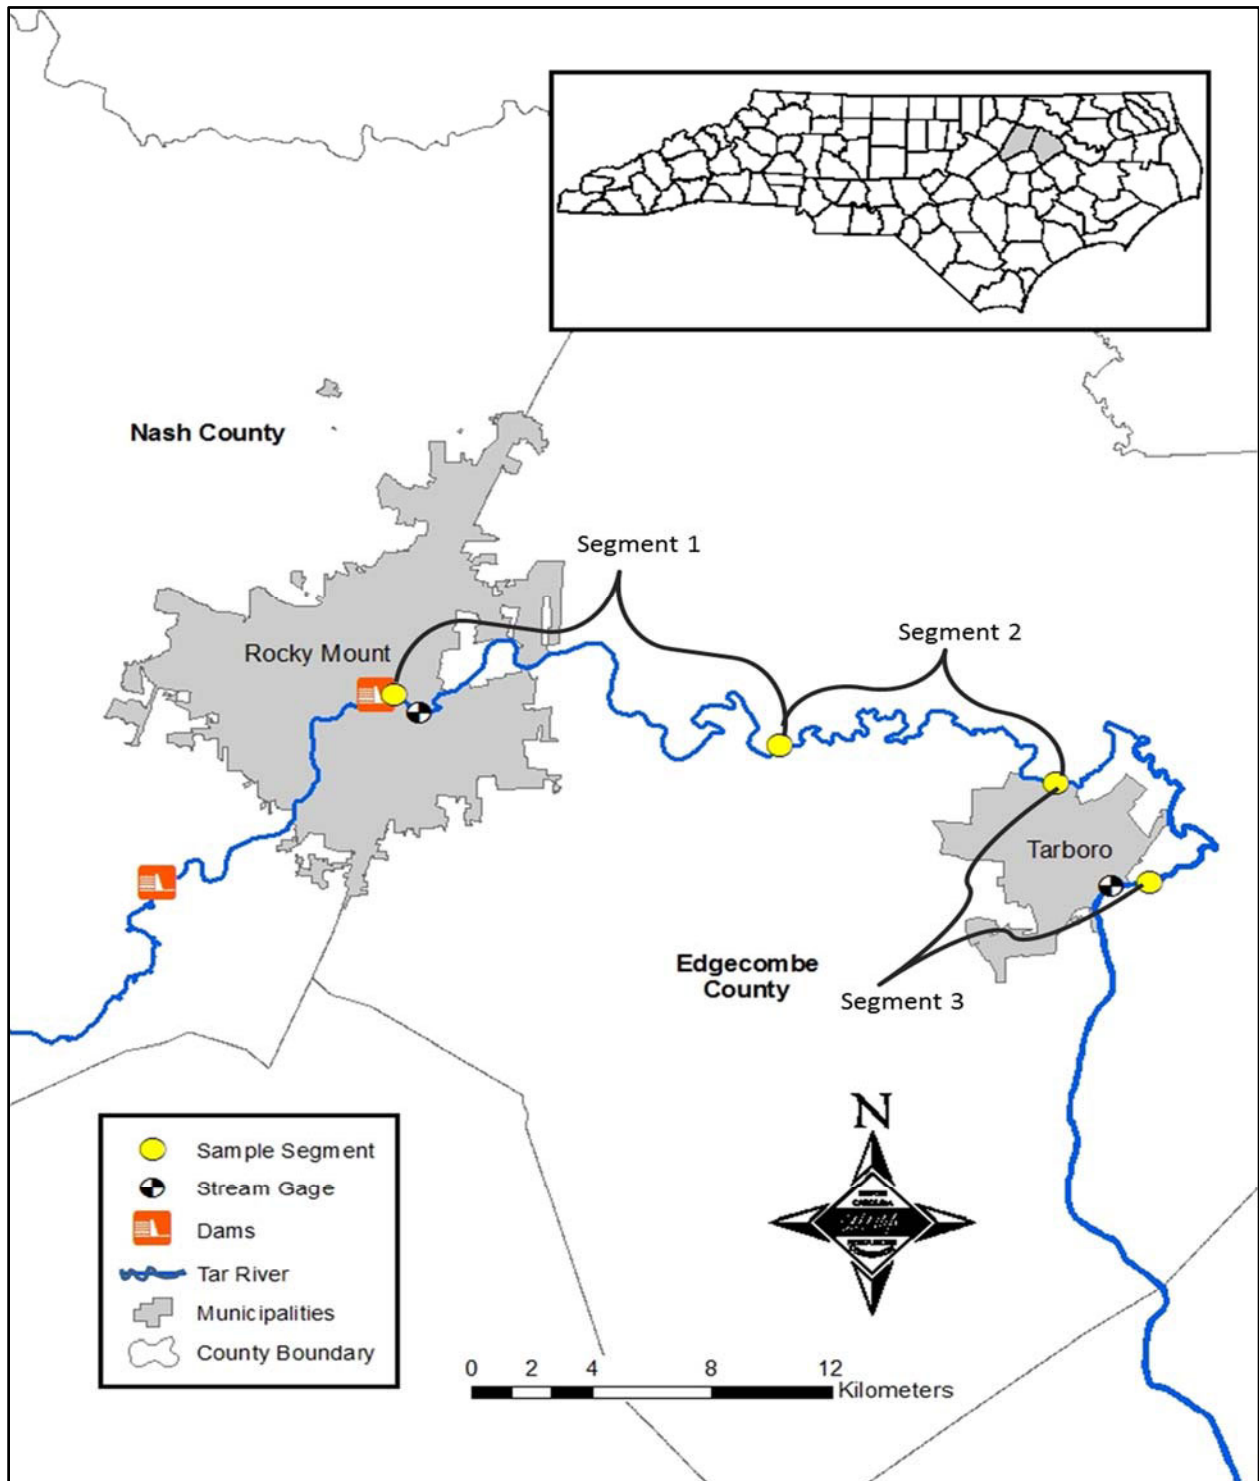 Nash County
Segment 1
Segment 2
Rocky Mount
Tarboro
Edgecombe
County
Segment 3
N
CAROLINA
Sample Segment
Stream Gage
Dams
Tar River
Municipalities
County Boundary
0 2 4 8 12
Kilometers